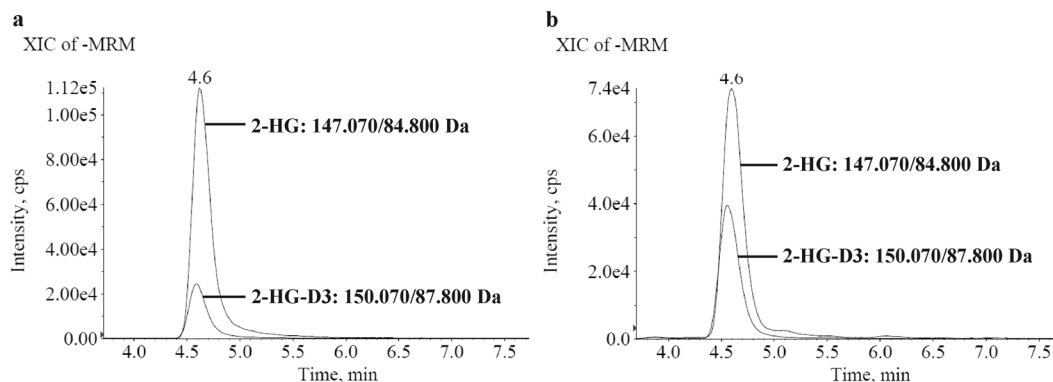 a
XIC of -MRM
4.6
1.12e5
1.00e5
8.00e4
6.00e4
4.00e4
2.00e4
0.00
Intensity, cps
2-HG: 147.070/84.800 Da
2-HG-D3: 150.070/87.800 Da
4.0 4.5 5.0 5.5 6.0 6.5 7.0 7.5
Time, min
b
XIC of -MRM
4.6
7.4e4
6.0e4
4.0e4
2.0e4
0.0
Intensity, cps
2-HG: 147.070/84.800 Da
2-HG-D3: 150.070/87.800 Da
4.0 4.5 5.0 5.5 6.0 6.5 7.0 7.5
Time, min